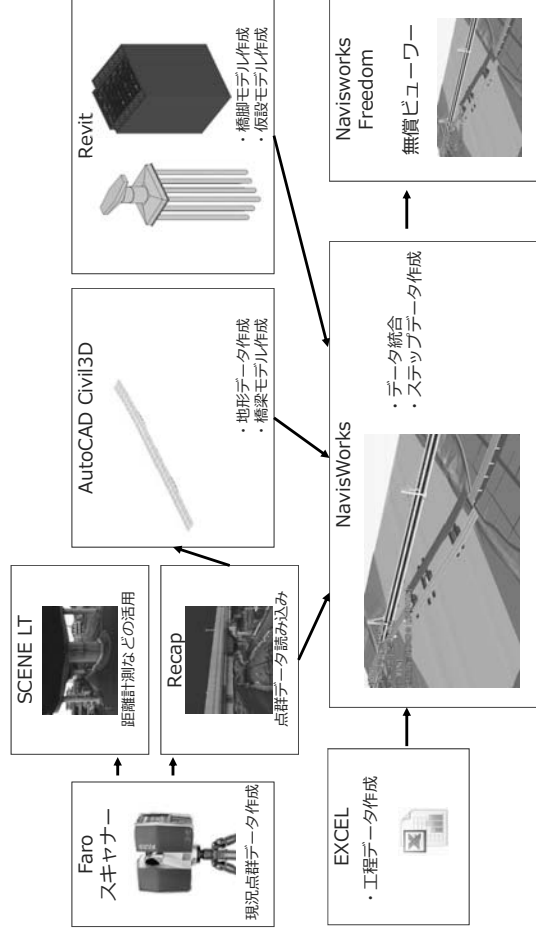 Faro
スキャナー
現況点群データ作成
SCENE LT
距離計測などの活用
Recap
点群データ読み込み
AutoCAD Civil3D
・地形データ作成
・橋梁モデル作成
Revit
・橋脚モデル作成
・仮設モデル作成
EXCEL
・工程データ作成
NavisWorks
・データ統合
・ステップデータ作成
Navisworks
Freedom
無償ビューワー